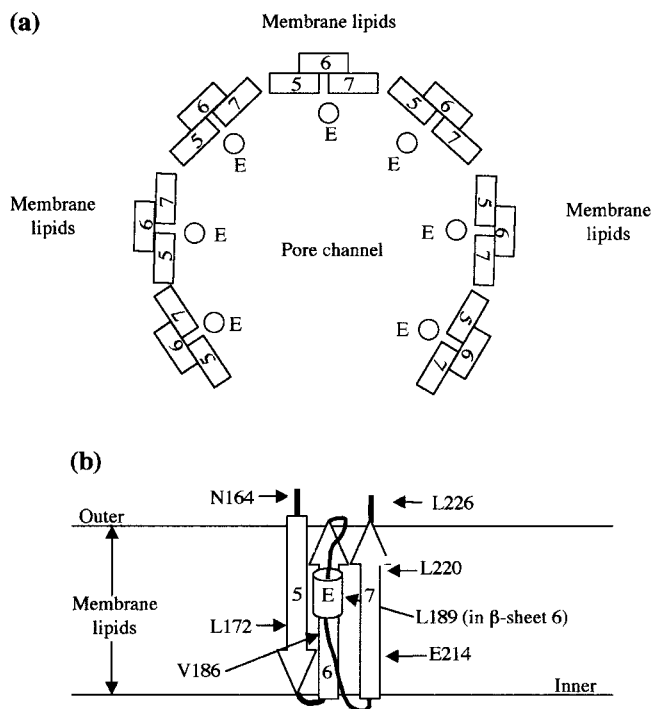 (a)
Membrane lipids
6
5 7
6 7 5
E
E
5 6 7
E
Membrane
lipids
7 6 5
E
Pore channel
E
5 6 7
Membrane
lipids
7 6 5
E
E
5 6 7
(b)
N164
L226
Outer
L220
Membrane
lipids
5
E
7
L189 (in β-sheet 6)
L172
V186
6
E214
Inner